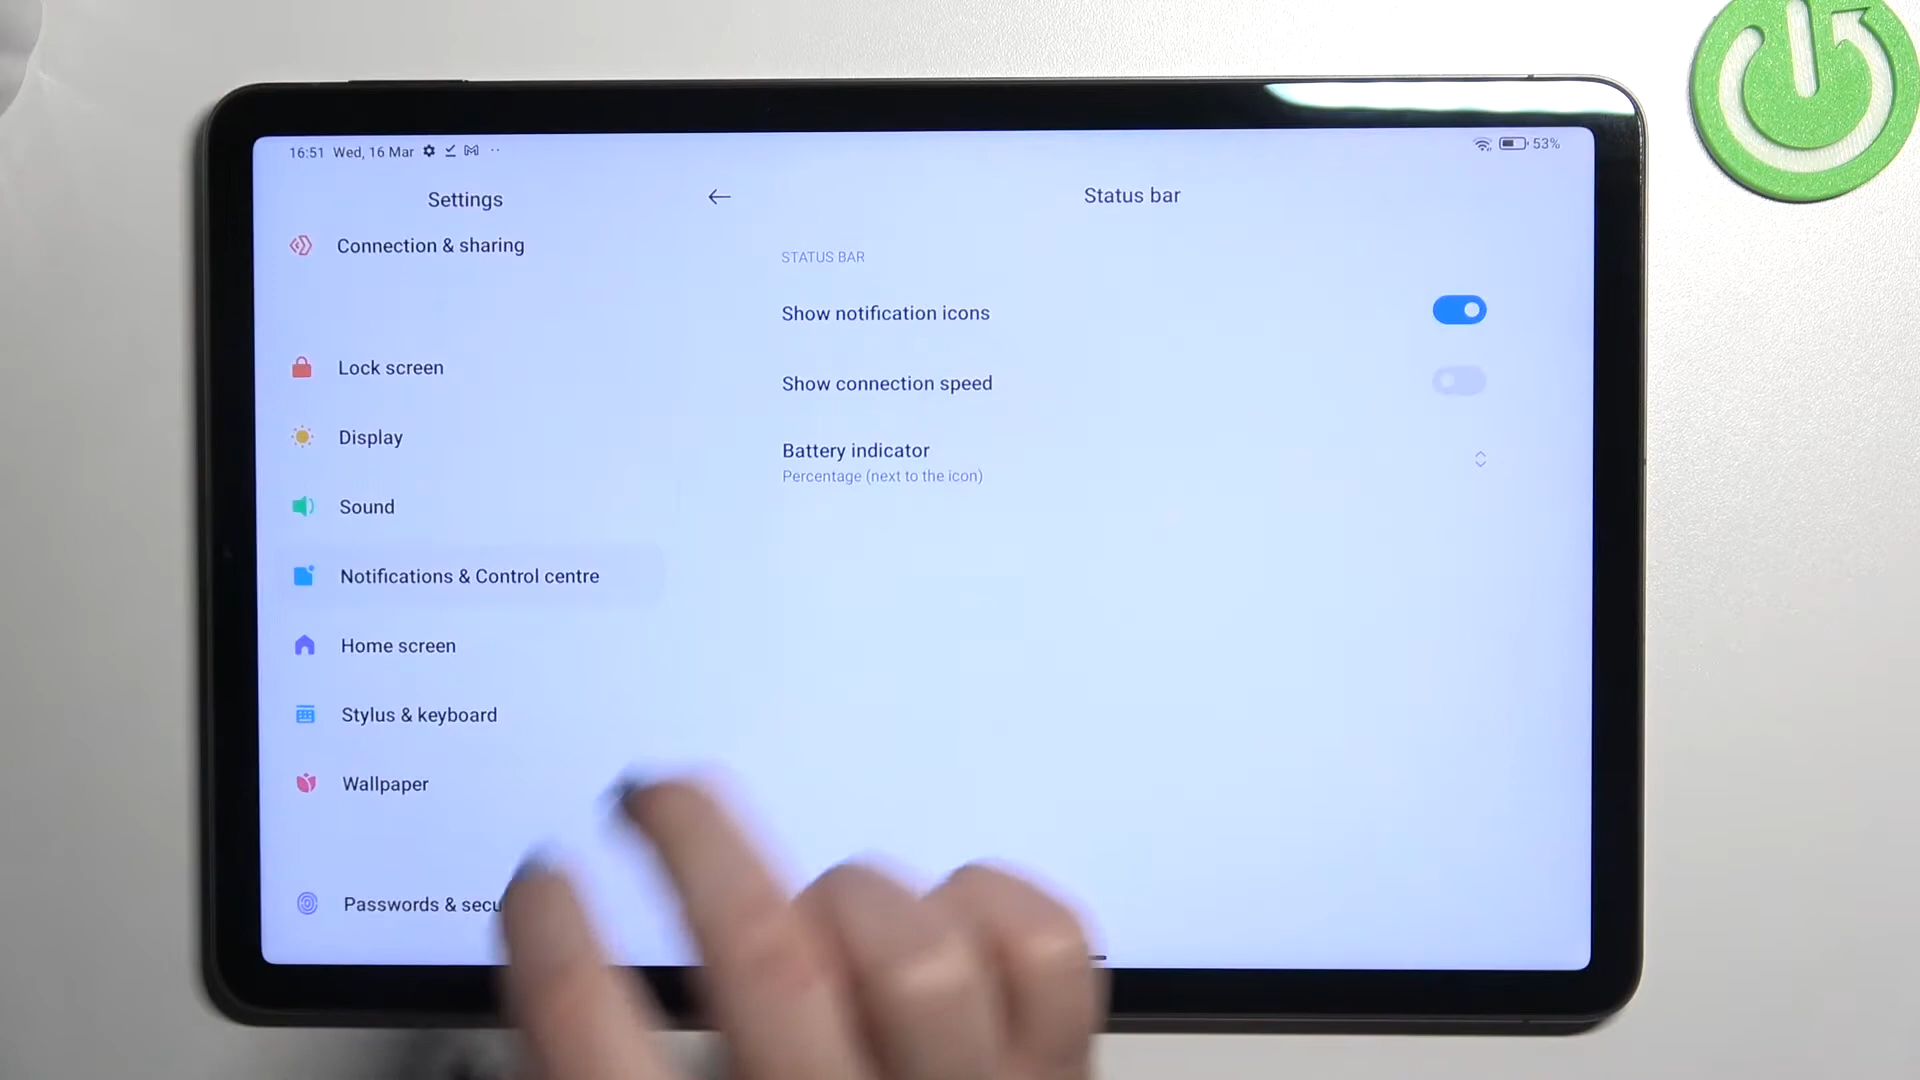 16:51 Wed, 16 Mar
53%
Settings
Status bar
Connection & sharing
Lock screen
Display
Sound
Notifications & Control centre
Home screen
Stylus & keyboard
Wallpaper
Passwords & secu
STATUS BAR
Show notification icons
Show connection speed
Battery indicator
Percentage (next to the icon)